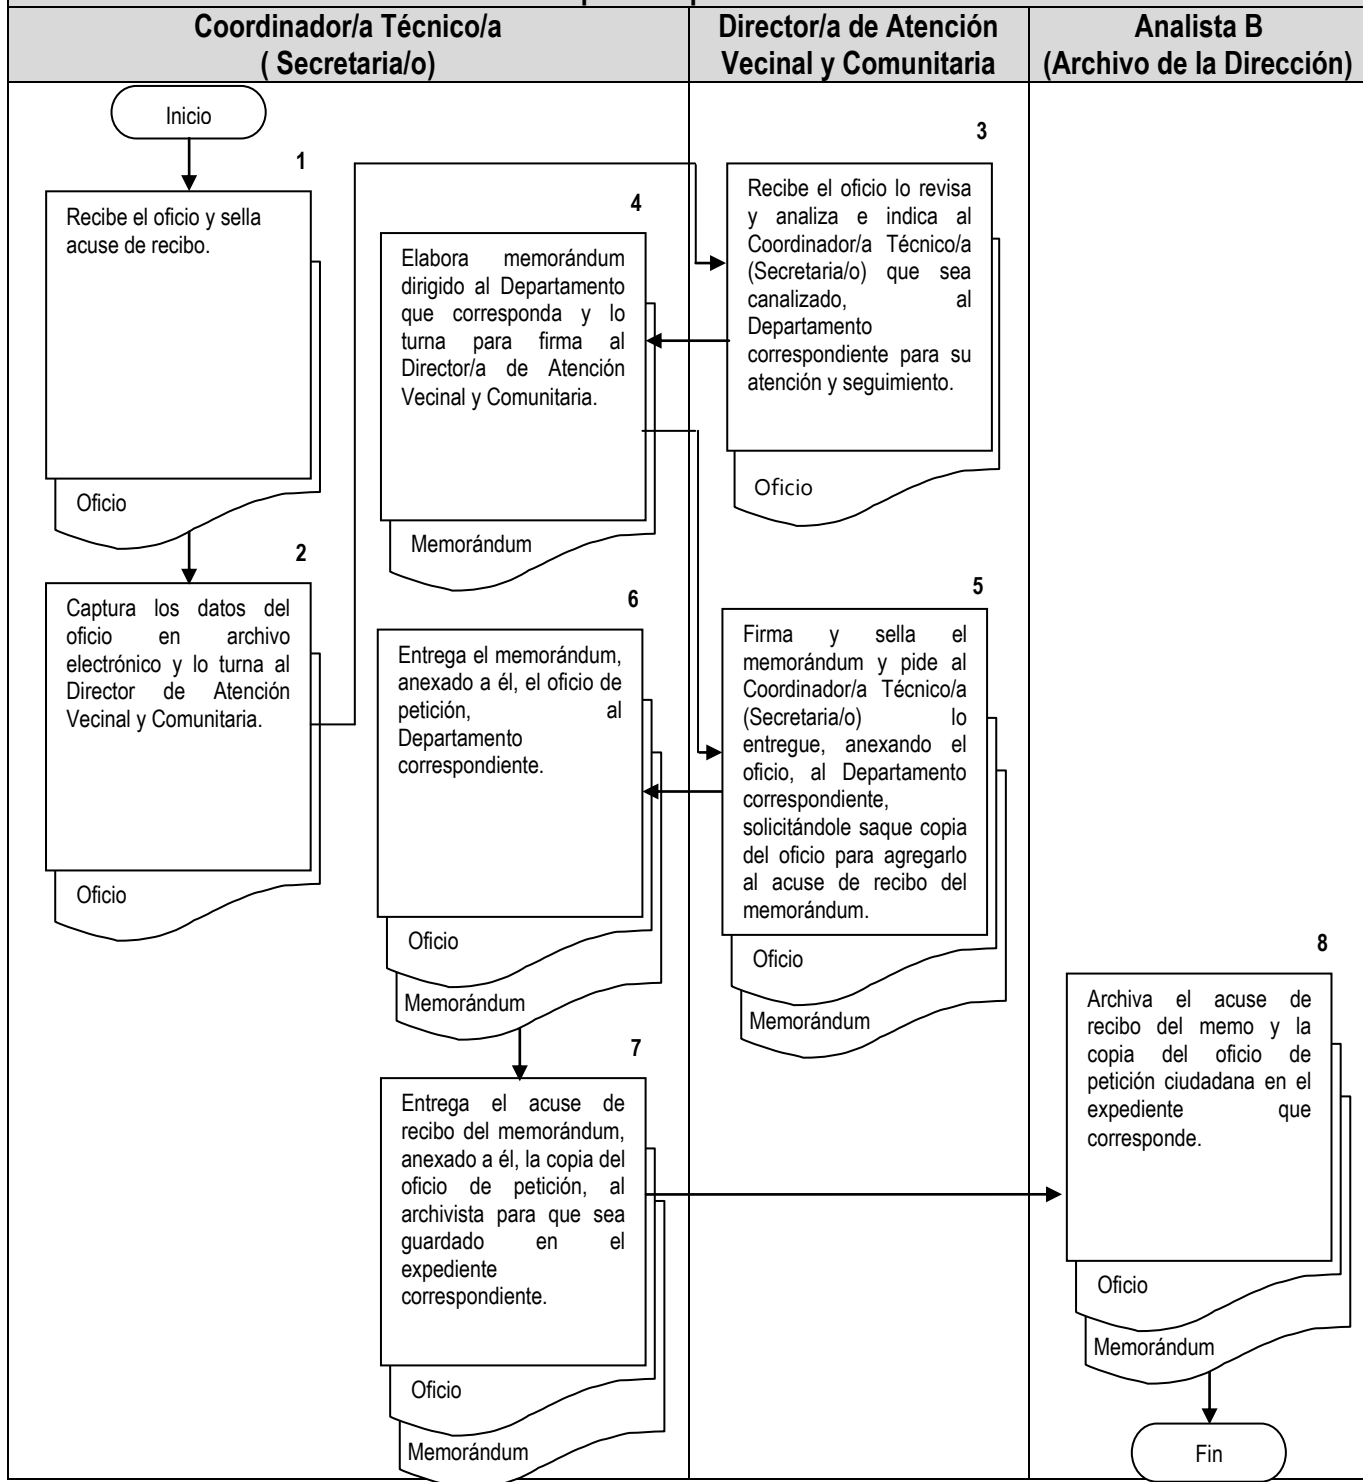 Coordinador/a Técnico/a
( Secretaria/o)
Director/a de Atención
Vecinal y Comunitaria
Analista B
(Archivo de la Dirección)
Inicio
1
Recibe el oficio y sella
acuse de recibo.
Oficio
2
Captura los datos del
oficio en archivo
electrónico y lo turna al
Director de Atención
Vecinal y Comunitaria.
Oficio
3
Recibe el oficio lo revisa
y analiza e indica al
Coordinador/a Técnico/a
(Secretaria/o) que sea
canalizado, al
Departamento
correspondiente para su
atención y seguimiento.
Oficio
4
Elabora memorándum
dirigido al Departamento
que corresponda y lo
turna para firma al
Director/a de Atención
Vecinal y Comunitaria.
Memorándum
5
Firma y sella el
memorándum y pide al
Coordinador/a Técnico/a
(Secretaria/o) lo
entregue, anexando el
oficio, al Departamento
correspondiente,
solicitándole saque copia
del oficio para agregarlo
al acuse de recibo del
memorándum.
Oficio
Memorándum
6
Entrega el memorándum,
anexado a él, el oficio de
petición, al
Departamento
correspondiente.
Oficio
Memorándum
7
Entrega el acuse de
recibo del memorándum,
anexado a él, la copia del
oficio de petición, al
archivista para que sea
guardado en el
expediente
correspondiente.
Oficio
Memorándum
8
Archiva el acuse de
recibo del memo y la
copia del oficio de
petición ciudadana en el
expediente que
corresponde.
Oficio
Memorándum
Fin